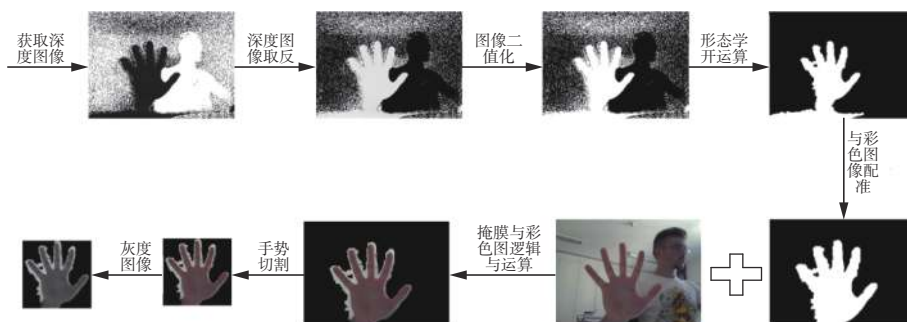 获取深
度图像
深度图
像取反
图像二
值化
形态学
开运算
与彩
色图
像配
准
掩膜与彩
色图逻辑
与运算
手势
切割
灰度
图像